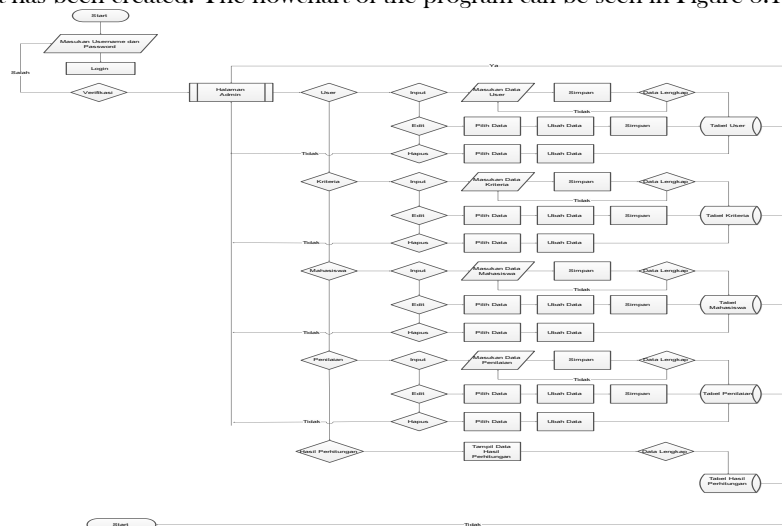 t has been created. The flowchart of the program can be seen in Figure 3.1
Start
Masukan Username dan
Password
Salah
Login
Verifikasi
Ya
Halaman
Admin
User
Input
Masukan Data
User
Simpan
Data Lengkap
Tidak
Edit
Pilih Data
Ubah Data
Simpan
Tabel User
Tidak
Hapus
Pilih Data
Ubah Data
Kriteria
Input
Masukan Data
Kriteria
Simpan
Data Lengkap
Tidak
Edit
Pilih Data
Ubah Data
Simpan
Tabel Kriteria
Tidak
Hapus
Pilih Data
Ubah Data
Mahasiswa
Input
Masukan Data
Mahasiswa
Simpan
Data Lengkap
Tidak
Edit
Pilih Data
Ubah Data
Simpan
Tabel
Mahasiswa
Tidak
Hapus
Pilih Data
Ubah Data
Penilaian
Input
Masukan Data
Penilaian
Simpan
Data Lengkap
Tidak
Edit
Pilih Data
Ubah Data
Simpan
Tabel Penilaian
Tidak
Hapus
Pilih Data
Ubah Data
Hasil Perhitungan
Tampil Data
Hasil
Perhitungan
Data Lengkap
Tabel Hasil
Perhitungan
Start
Tidak